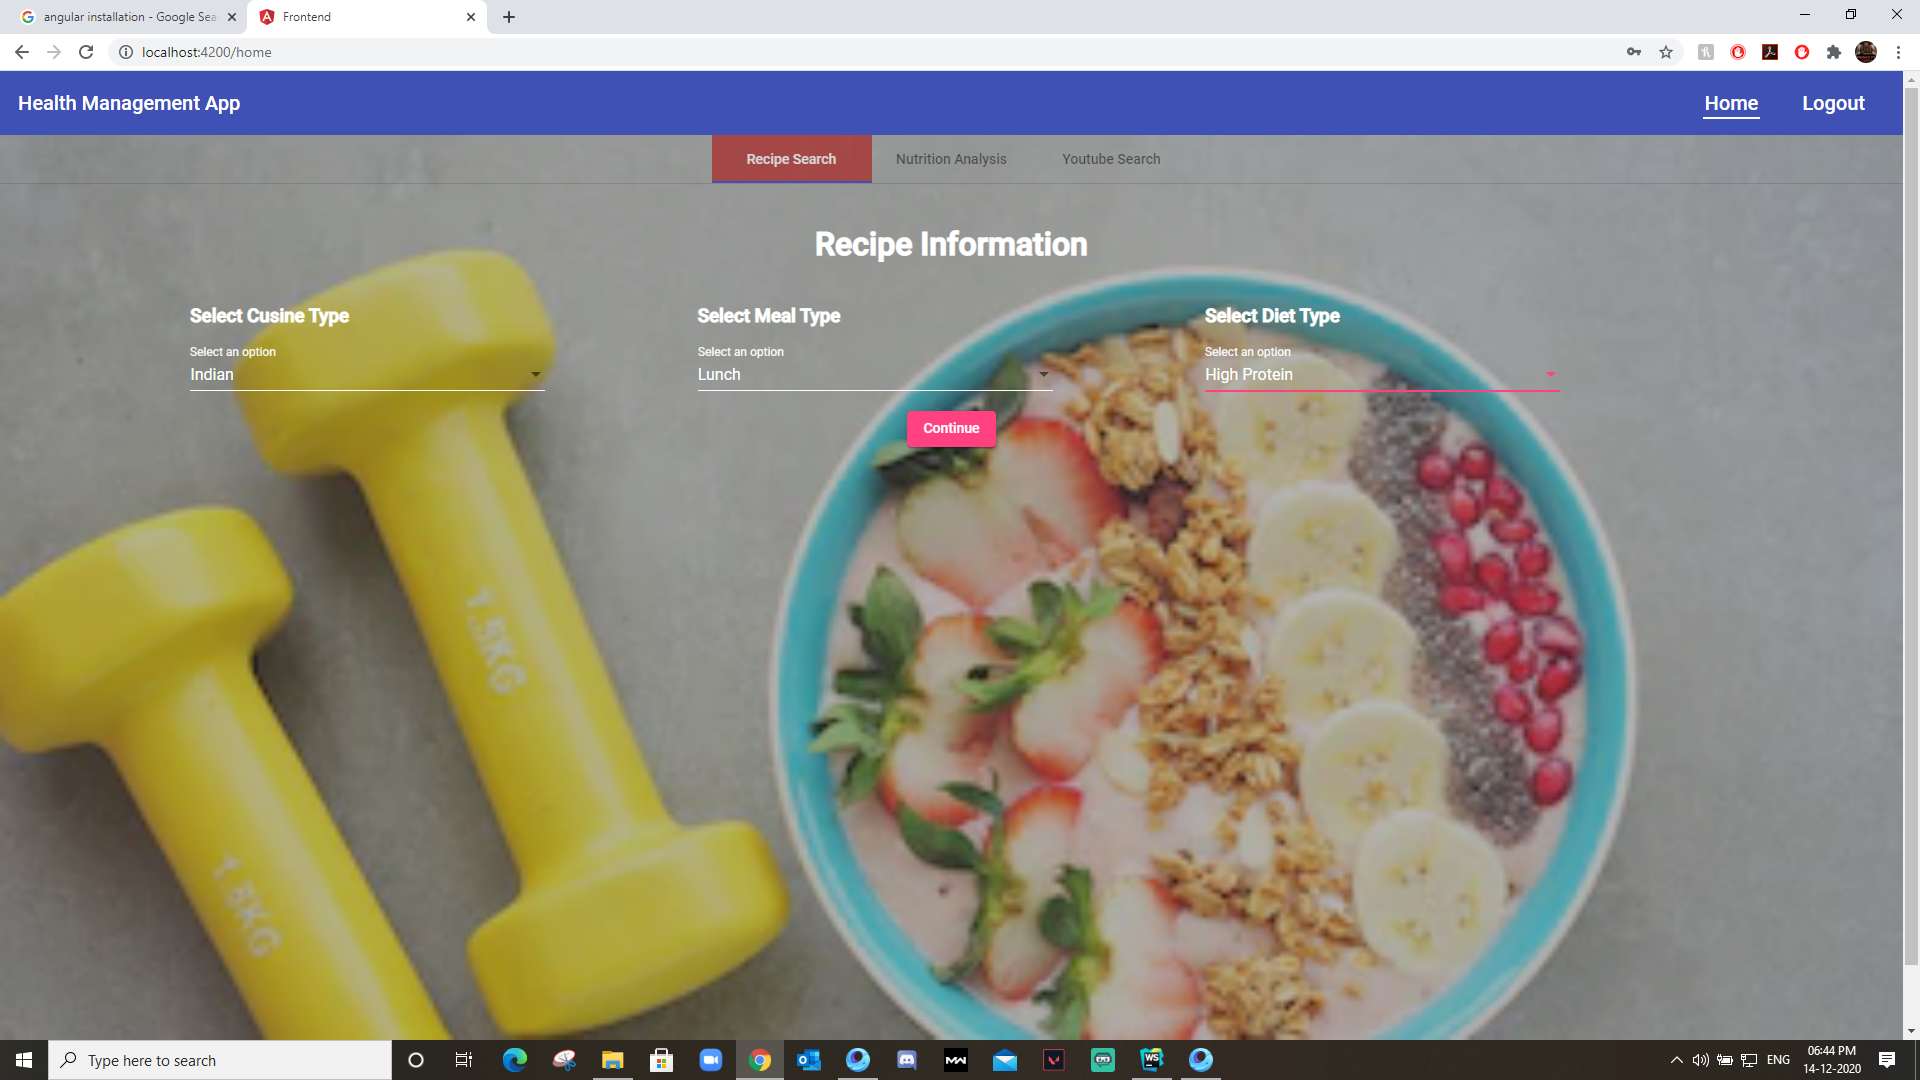 angular installation - Google Sea
Frontend
localhost:4200/home
Health Management App
Home
Logout
Recipe Search
Nutrition Analysis
Youtube Search
Recipe Information
Select Cusine Type
Select Meal Type
Select Diet Type
Select an option
Select an option
Select an option
Indian
Lunch
High Protein
Continue
1.5KG
1.5KG
Type here to search
MW
WS
ENG
06:44 PM
14-12-2020